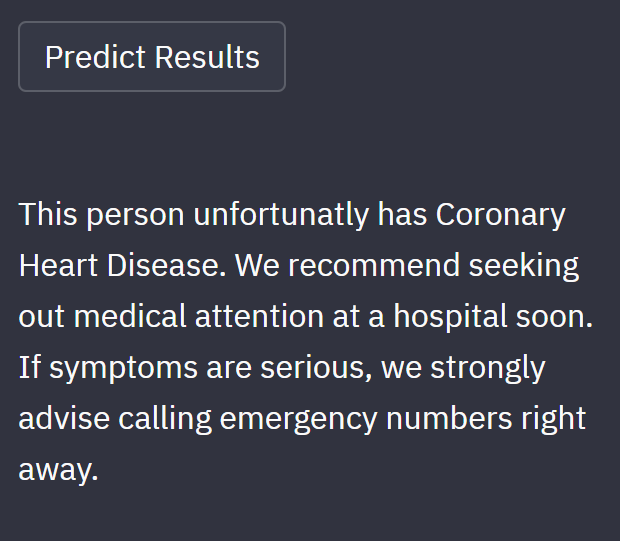 Predict Results
This person unfortunatly has Coronary
Heart Disease. We recommend seeking
out medical attention at a hospital soon.
If symptoms are serious, we strongly
advise calling emergency numbers right
away.